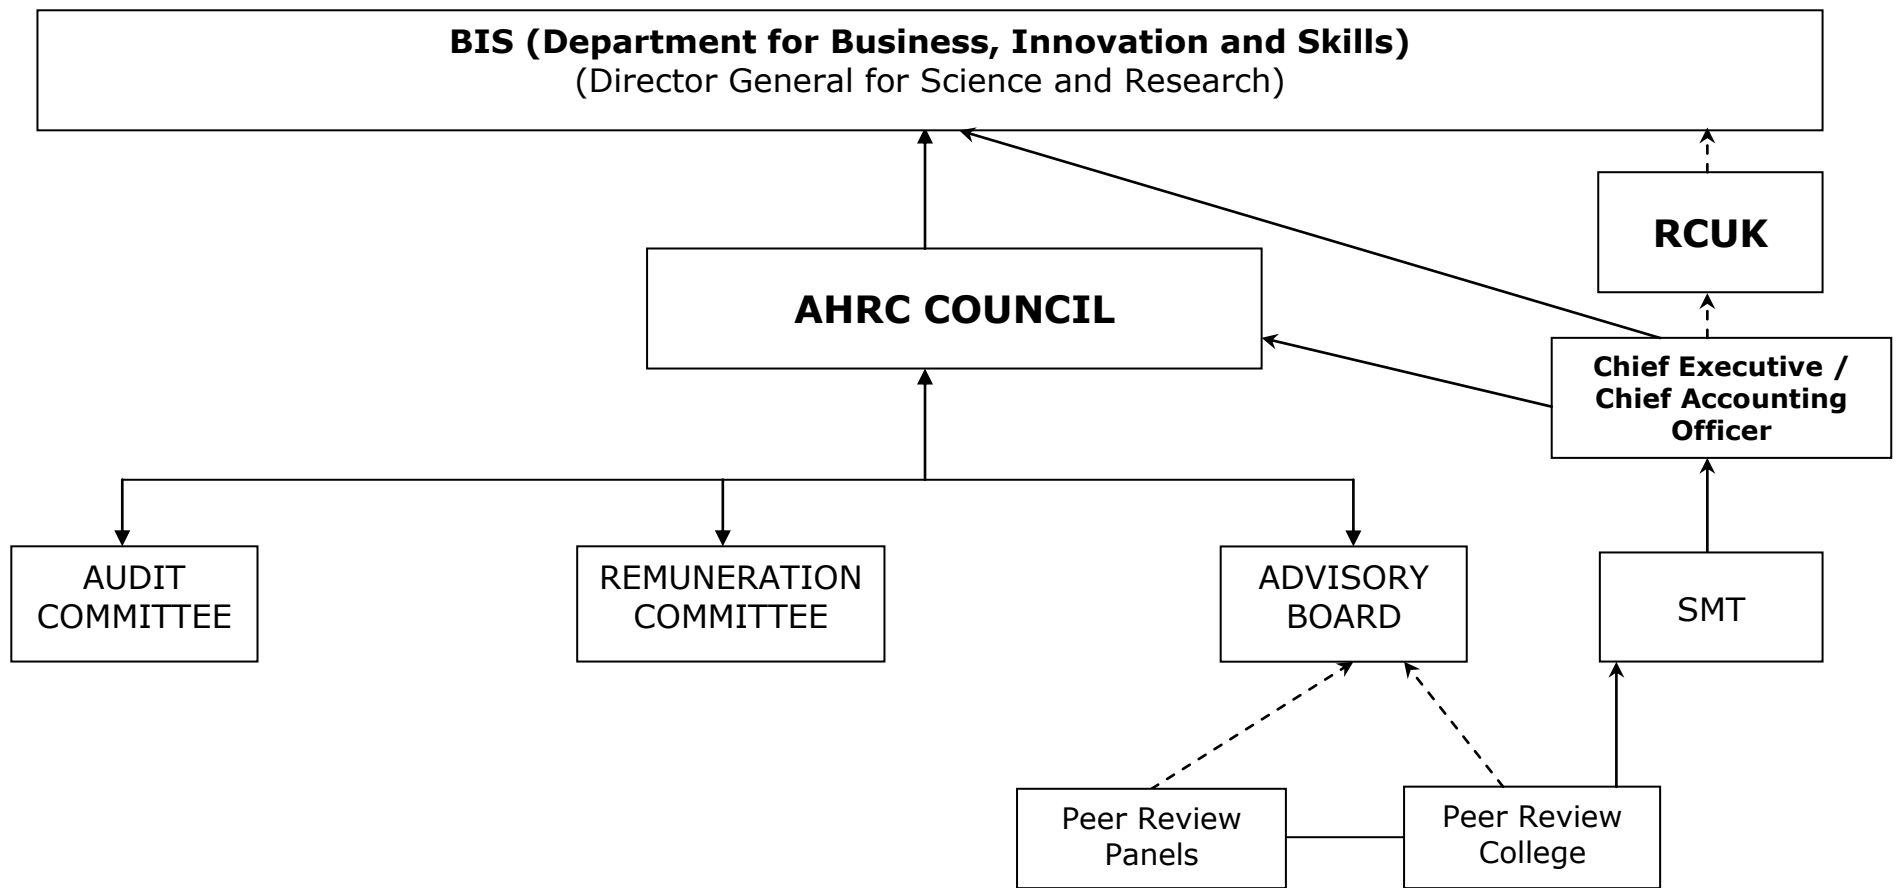 BIS (Department for Business, Innovation and Skills)
(Director General for Science and Research)
RCUK
AHRC COUNCIL
Chief Executive /
Chief Accounting
Officer
AUDIT
COMMITTEE
REMUNERATION
COMMITTEE
ADVISORY
BOARD
SMT
Peer Review
Panels
Peer Review
College